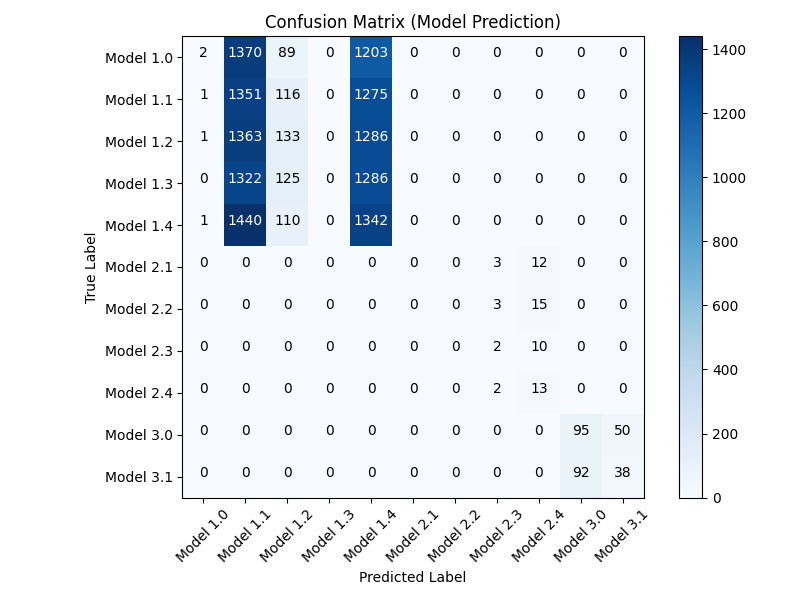 Confusion Matrix (Model Prediction)
Model 1.0 2 1370 89 0 1203 0 0 0 0 0 0
Model 1.1 1 1351 116 0 1275 0 0 0 0 0 0
Model 1.2 1 1363 133 0 1286 0 0 0 0 0 0
Model 1.3 0 1322 125 0 1286 0 0 0 0 0 0
Model 1.4 1 1440 110 0 1342 0 0 0 0 0 0
Model 2.1 0 0 0 0 0 0 0 3 12 0 0
Model 2.2 0 0 0 0 0 0 0 3 15 0 0
Model 2.3 0 0 0 0 0 0 0 2 10 0 0
Model 2.4 0 0 0 0 0 0 0 2 13 0 0
Model 3.0 0 0 0 0 0 0 0 0 0 95 50
Model 3.1 0 0 0 0 0 0 0 0 0 92 38
True Label
Model 1.0 Model 1.1 Model 1.2 Model 1.3 Model 1.4 Model 2.1 Model 2.2 Model 2.3 Model 2.4 Model 3.0 Model 3.1
Predicted Label
1400
1200
1000
800
600
400
200
0